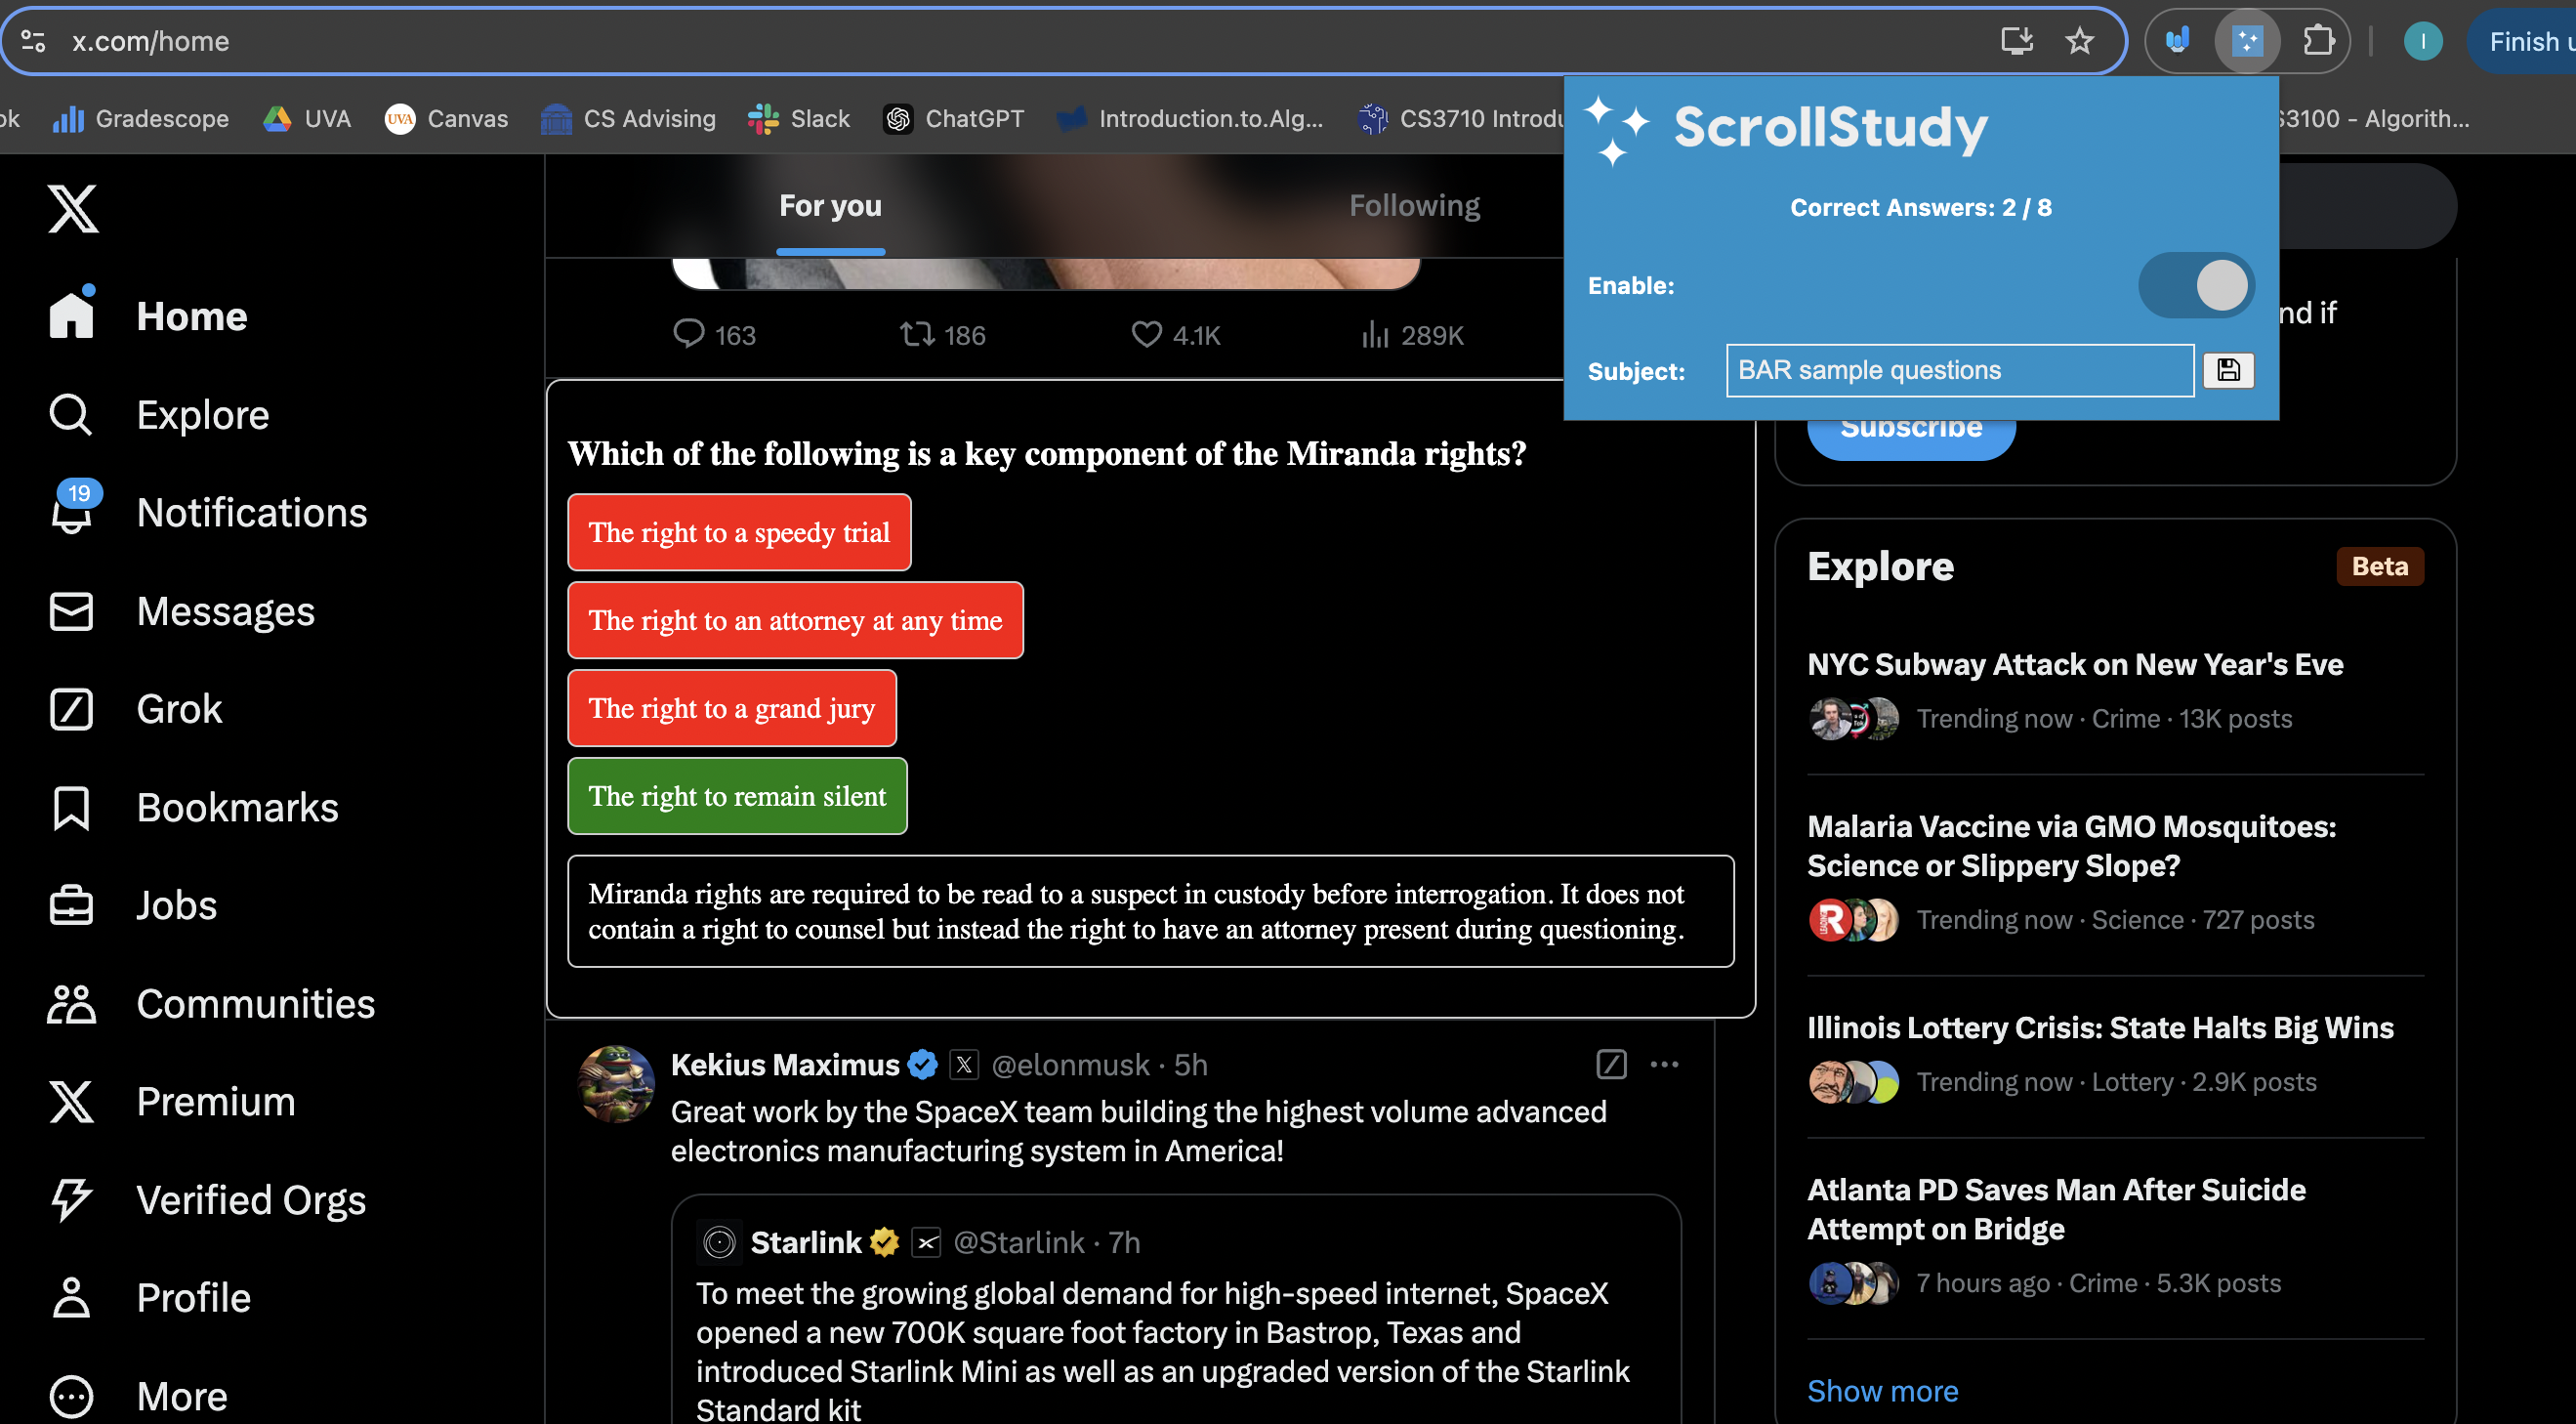 x.com/home
Finish
Gradescope
UVA
UVA
Canvas
CS Advising
Slack
ChatGPT
Introduction.to.Alg...
CS3710
- Algorith...
ScrollStudy
Correct Answers: 2 / 8
Enable:
Subject:
BAR sample questions
For you
Following
163
186
4.1K
289K
Home
Explore
19
Notifications
Messages
Grok
Bookmarks
Jobs
Communities
Premium
Verified Orgs
Profile
More
Which of the following is a key component of the Miranda rights?
The right to a speedy trial
The right to an attorney at any time
The right to a grand jury
The right to remain silent
Miranda rights are required to be read to a suspect in custody before interrogation. It does not
contain a right to counsel but instead the right to have an attorney present during questioning.
Kekius Maximus @elonmusk · 5h
Great work by the SpaceX team building the highest volume advanced
electronics manufacturing system in America!
Starlink @Starlink · 7h
To meet the growing global demand for high-speed internet, SpaceX
opened a new 700K square foot factory in Bastrop, Texas and
introduced Starlink Mini as well as an upgraded version of the Starlink
Standard kit
if
Subscribe
Explore
Beta
NYC Subway Attack on New Year's Eve
Trending now · Crime · 13K posts
Malaria Vaccine via GMO Mosquitoes:
Science or Slippery Slope?
Trending now · Science · 727 posts
Illinois Lottery Crisis: State Halts Big Wins
Trending now · Lottery · 2.9K posts
Atlanta PD Saves Man After Suicide
Attempt on Bridge
7 hours ago · Crime · 5.3K posts
Show more